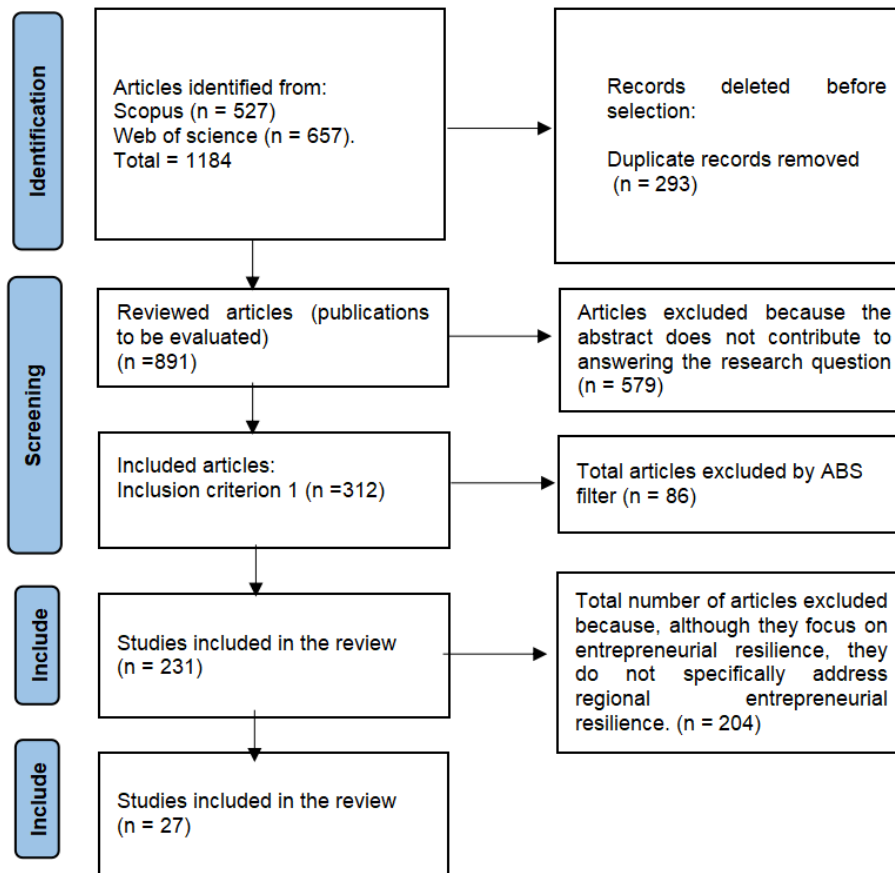 Identification
Articles identified from:
Scopus (n = 527)
Web of science (n = 657).
Total = 1184
Records deleted before
selection:
Duplicate records removed
(n = 293)
Screening
Reviewed articles (publications
to be evaluated)
(n =891)
Articles excluded because the
abstract does not contribute to
answering the research question
(n = 579)
Included articles:
Inclusion criterion 1 (n =312)
Total articles excluded by ABS
filter (n = 86)
Include
Studies included in the review
(n = 231)
Total number of articles excluded
because, although they focus on
entrepreneurial resilience, they
do not specifically address
regional entrepreneurial
resilience. (n = 204)
Include
Studies included in the review
(n = 27)